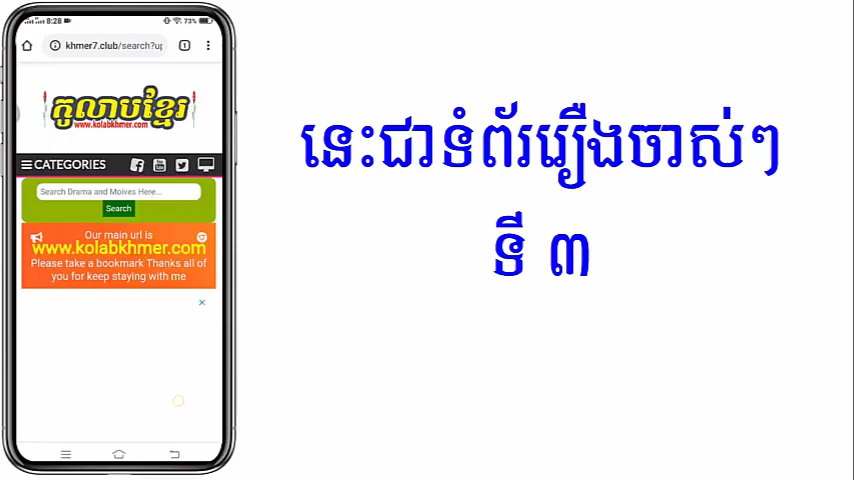 8:28
73%
khmer7.club/search?up
1
កូលាបខ្មែរ
www.kolabkhmer.com
CATEGORIES
Search Drama and Moives Here...
Search
Our main url is
www.kolabkhmer.com
Please take a bookmark Thanks all of
you for keep staying with me
នេះជាទំព័ររឿងចាស់ៗ
ទី ៣